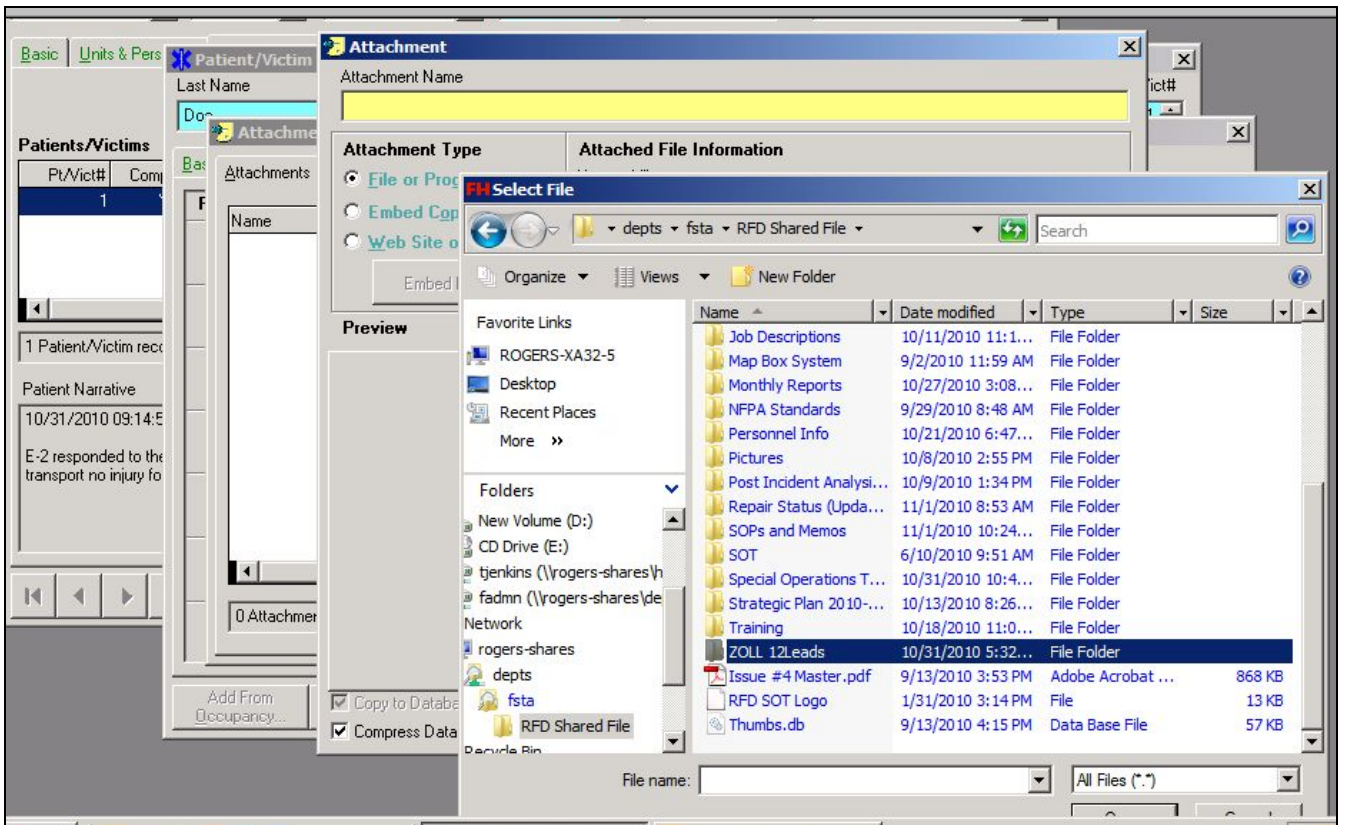 Basic
Units & Pers
Patients/Victims
Pt/Vict#
1
1 Patient/Victim reco
Patient Narrative
10/31/2010 09:14:5
E-2 responded to the
transport no injury fo
Patient/Victim
Last Name
Doe
ict#
Add From
Occupancy...
Attachme
Attachments
Name
0 Attachmen
Attachment
Attachment Name
Attachment Type
Attached File Information
File or Prog
Embed Cop
Web Site o
Embed
Preview
Copy to Databa
Compress Data
FH Select File
depts fsta RFD Shared File
Search
Organize Views New Folder
Favorite Links
ROGERS-XA32-5
Desktop
Recent Places
More »
Folders
New Volume (D:)
CD Drive (E:)
tjenkins (\\rogers-shares\h
fadmn (\\rogers-shares\de
Network
rogers-shares
depts
fsta
RFD Shared File
Recycle Bin
Name Date modified Type Size
Job Descriptions 10/11/2010 11:1... File Folder
Map Box System 9/2/2010 11:59 AM File Folder
Monthly Reports 10/27/2010 3:08... File Folder
NFPA Standards 9/29/2010 8:48 AM File Folder
Personnel Info 10/21/2010 6:47... File Folder
Pictures 10/8/2010 2:55 PM File Folder
Post Incident Analysi... 10/9/2010 1:34 PM File Folder
Repair Status (Upda... 11/1/2010 8:53 AM File Folder
SOPs and Memos 11/1/2010 10:24... File Folder
SOT 6/10/2010 9:51 AM File Folder
Special Operations T... 10/31/2010 10:4... File Folder
Strategic Plan 2010-... 10/13/2010 8:26... File Folder
Training 10/18/2010 11:0... File Folder
ZOLL 12Leads 10/31/2010 5:32... File Folder
Issue #4 Master.pdf 9/13/2010 3:53 PM Adobe Acrobat ... 868 KB
RFD SOT Logo 1/31/2010 3:14 PM File 13 KB
Thumbs.db 9/13/2010 4:15 PM Data Base File 57 KB
File name:
All Files (*.*)